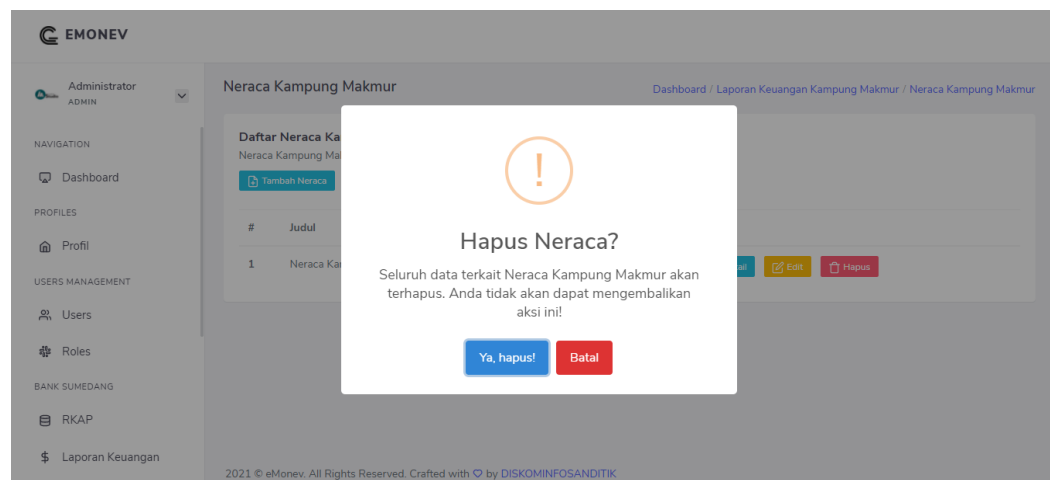 EMONEV
Administrator
ADMIN
NAVIGATION
Dashboard
PROFILES
Profil
USERS MANAGEMENT
Users
Roles
BANK SUMEDANG
RKAP
$ Laporan Keuangan
Neraca Kampung Makmur
Dashboard / Laporan Keuangan Kampung Makmur / Neraca Kampung Makmur
Daftar Neraca Ka
Neraca Kampung Ma
Tambah Neraca
# Judul
1 Neraca Ka
Edit Hapus
!
Hapus Neraca?
Seluruh data terkait Neraca Kampung Makmur akan
terhapus. Anda tidak akan dapat mengembalikan
aksi ini!
Ya, hapus! Batal
2021 © eMonev. All Rights Reserved. Crafted with ♡ by DISKOMINFOSANDITIK